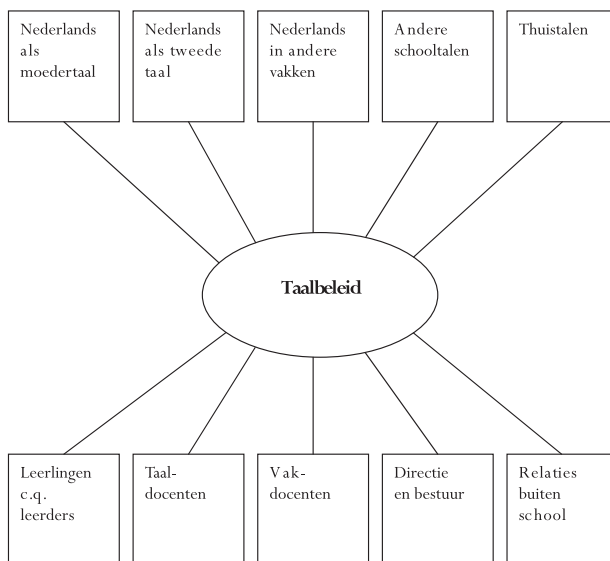 Nederlands
als
moedertaal
Nederlands
als tweede
taal
Nederlands
in andere
vakken
Andere
schooltalen
Thuistalen
Taalbeleid
Leerlingen
c.q.
leerders
Taal-
docenten
Vak-
docenten
Directie
en bestuur
Relaties
buiten
school